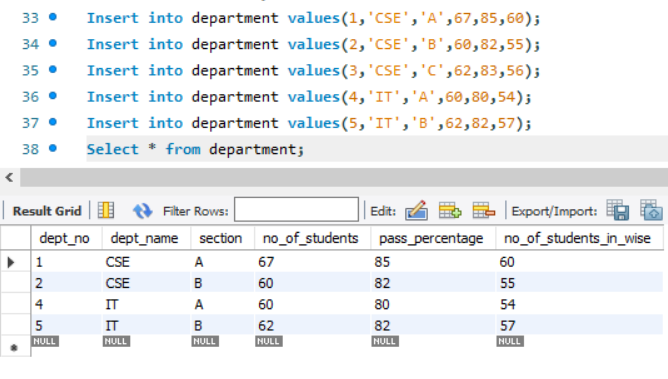 33 Insert into department values(1,'CSE','A',67,85,60);
34 Insert into department values(2,'CSE','B',60,82,55);
35 Insert into department values(3,'CSE','C',62,83,56);
36 Insert into department values(4,'IT','A',60,80,54);
37 Insert into department values(5,'IT','B',62,82,57);
38 Select * from department;
Result Grid Filter Rows: Edit: Export/Import:
dept_no dept_name section no_of_students pass_percentage no_of_students_in_wise
1 CSE A 67 85 60
2 CSE B 60 82 55
4 IT A 60 80 54
5 IT B 62 82 57
NULL NULL NULL NULL NULL NULL